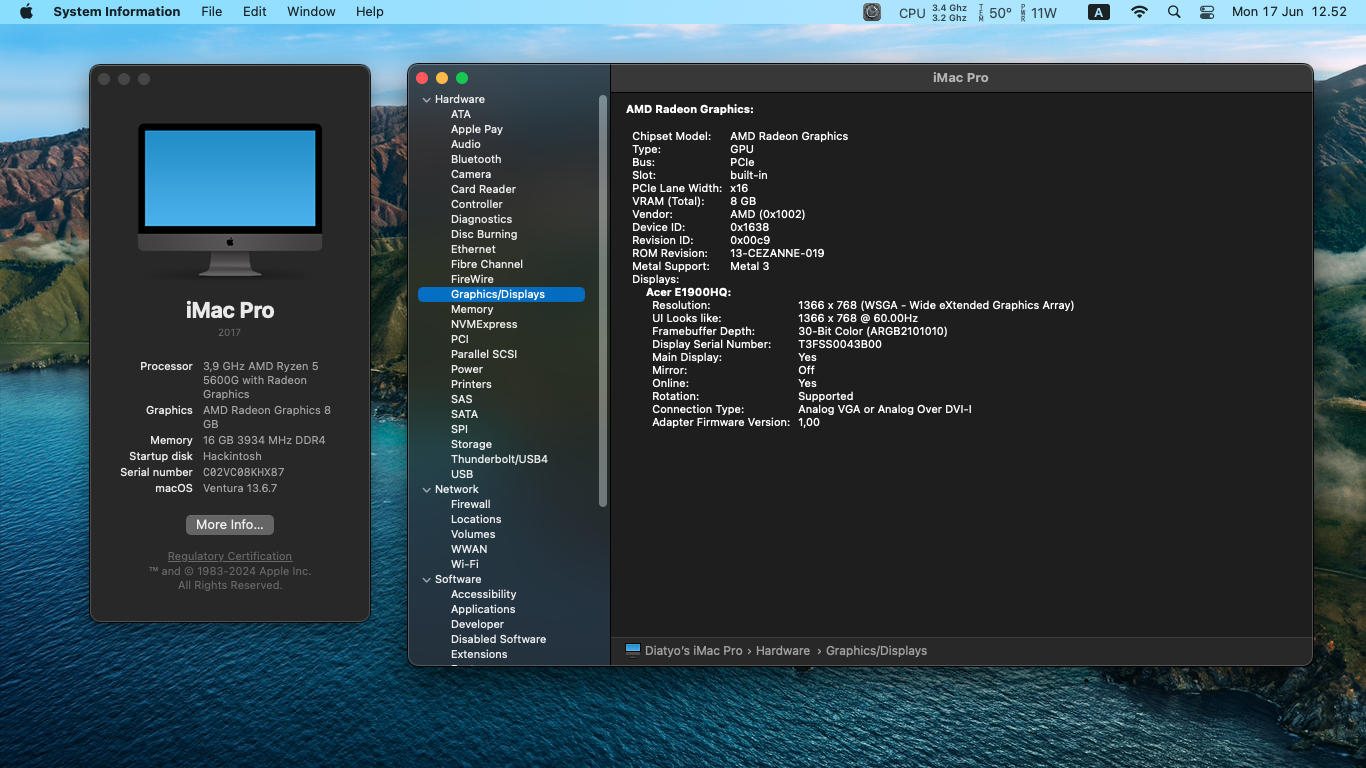 System Information File Edit Window Help CPU 3.4 Ghz 3.2 Ghz TEM 50° PWR 11W A Mon 17 Jun 12.52
iMac Pro
2017
Processor 3,9 GHz AMD Ryzen 5
5600G with Radeon
Graphics
Graphics AMD Radeon Graphics 8
GB
Memory 16 GB 3934 MHz DDR4
Startup disk Hackintosh
Serial number C02VC08KHX87
macOS Ventura 13.6.7
More Info...
Regulatory Certification
™ and © 1983-2024 Apple Inc.
All Rights Reserved.
Hardware
ATA
Apple Pay
Audio
Bluetooth
Camera
Card Reader
Controller
Diagnostics
Disc Burning
Ethernet
Fibre Channel
FireWire
Graphics/Displays
Memory
NVMExpress
PCI
Parallel SCSI
Power
Printers
SAS
SATA
SPI
Storage
Thunderbolt/USB4
USB
Network
Firewall
Locations
Volumes
WWAN
Wi-Fi
Software
Accessibility
Applications
Developer
Disabled Software
Extensions
iMac Pro
AMD Radeon Graphics:
Chipset Model: AMD Radeon Graphics
Type: GPU
Bus: PCIe
Slot: built-in
PCIe Lane Width: x16
VRAM (Total): 8 GB
Vendor: AMD (0x1002)
Device ID: 0x1638
Revision ID: 0x00c9
ROM Revision: 13-CEZANNE-019
Metal Support: Metal 3
Displays:
Acer E1900HQ:
Resolution: 1366 x 768 (WSGA - Wide eXtended Graphics Array)
UI Looks like: 1366 x 768 @ 60.00Hz
Framebuffer Depth: 30-Bit Color (ARGB2101010)
Display Serial Number: T3FSS0043B00
Main Display: Yes
Mirror: Off
Online: Yes
Rotation: Supported
Connection Type: Analog VGA or Analog Over DVI-I
Adapter Firmware Version: 1,00
Diatyo's iMac Pro › Hardware › Graphics/Displays